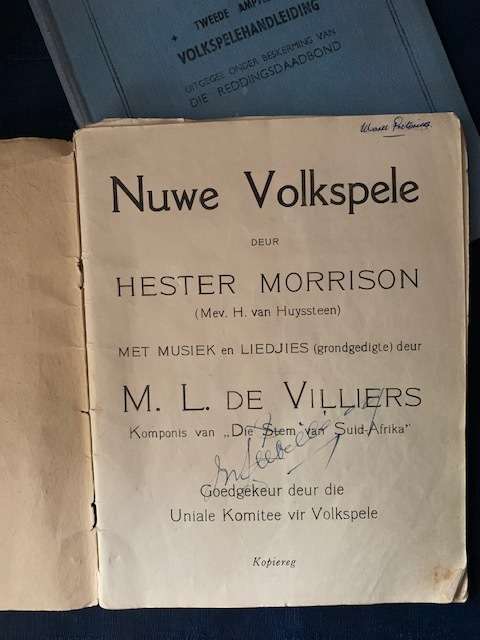 TWEEDE
VOLKSPELEHANDLEIDING
UITGEGEE ONDER BESKERMING VAN
DIE REDDINGSDAADBOND
Nuwe Volkspele
DEUR
HESTER MORRISON
(Mev. H. van Huyssteen)
MET MUSIEK en LIEDJIES (grondgedigte) deur
M. L. DE VILLIERS
Komponis van „Die Stem van Suid-Afrika"
Goedgekeur deur die
Uniale Komitee vir Volkspele
Kopiereg